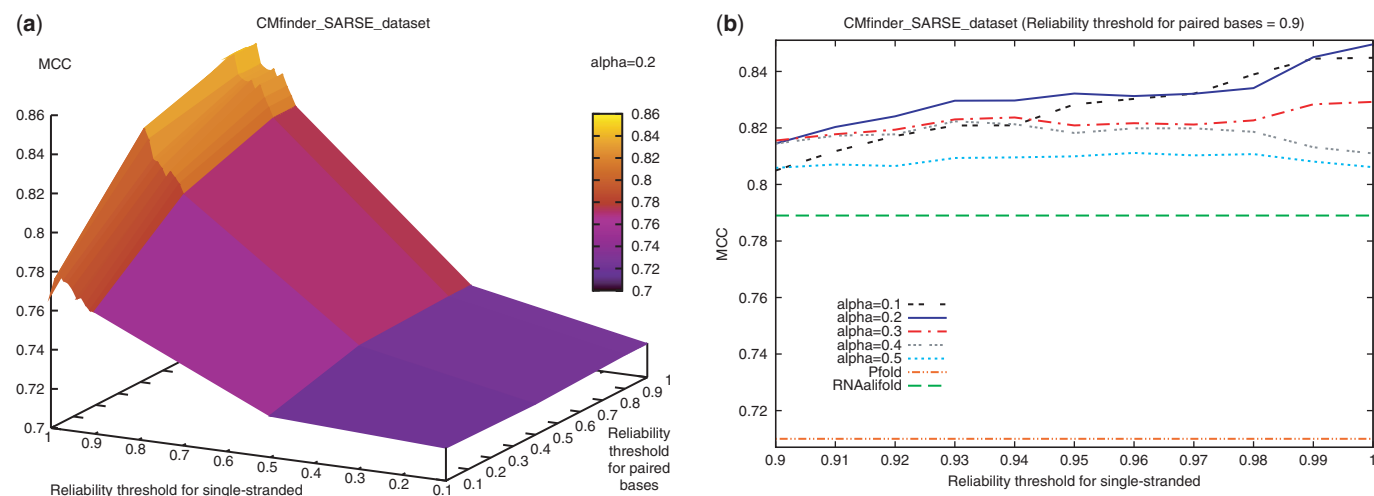 (a)
CMfinder_SARSE_dataset
MCC
alpha=0.2
0.86
0.84
0.82
0.8
0.78
0.76
0.74
0.72
0.7
0.86
0.84
0.82
0.8
0.78
0.76
0.74
0.72
0.7
1
0.9
0.8
0.7
0.6
0.5
0.4
0.3
0.2
0.1
Reliability threshold for single-stranded
0.1
0.2
0.3
0.4
0.5
0.6
0.7
0.8
0.9
1
Reliability
threshold
for paired
bases
(b)
CMfinder_SARSE_dataset (Reliability threshold for paired bases = 0.9)
MCC
0.84
0.82
0.8
0.78
0.76
0.74
0.72
alpha=0.1
alpha=0.2
alpha=0.3
alpha=0.4
alpha=0.5
Pfold
RNAalifold
0.9 0.91 0.92 0.93 0.94 0.95 0.96 0.97 0.98 0.99 1
Reliability threshold for single-stranded